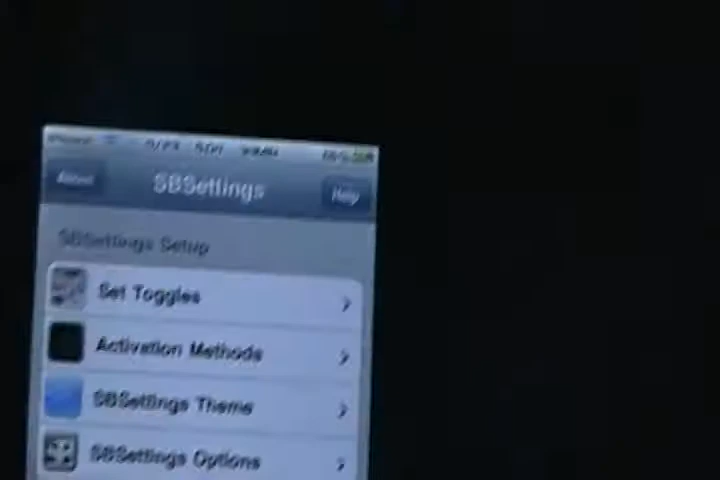 About
SBSettings
Help
SBSettings Setup
Set Toggles
Activation Methods
SBSettings Theme
SBSettings Options